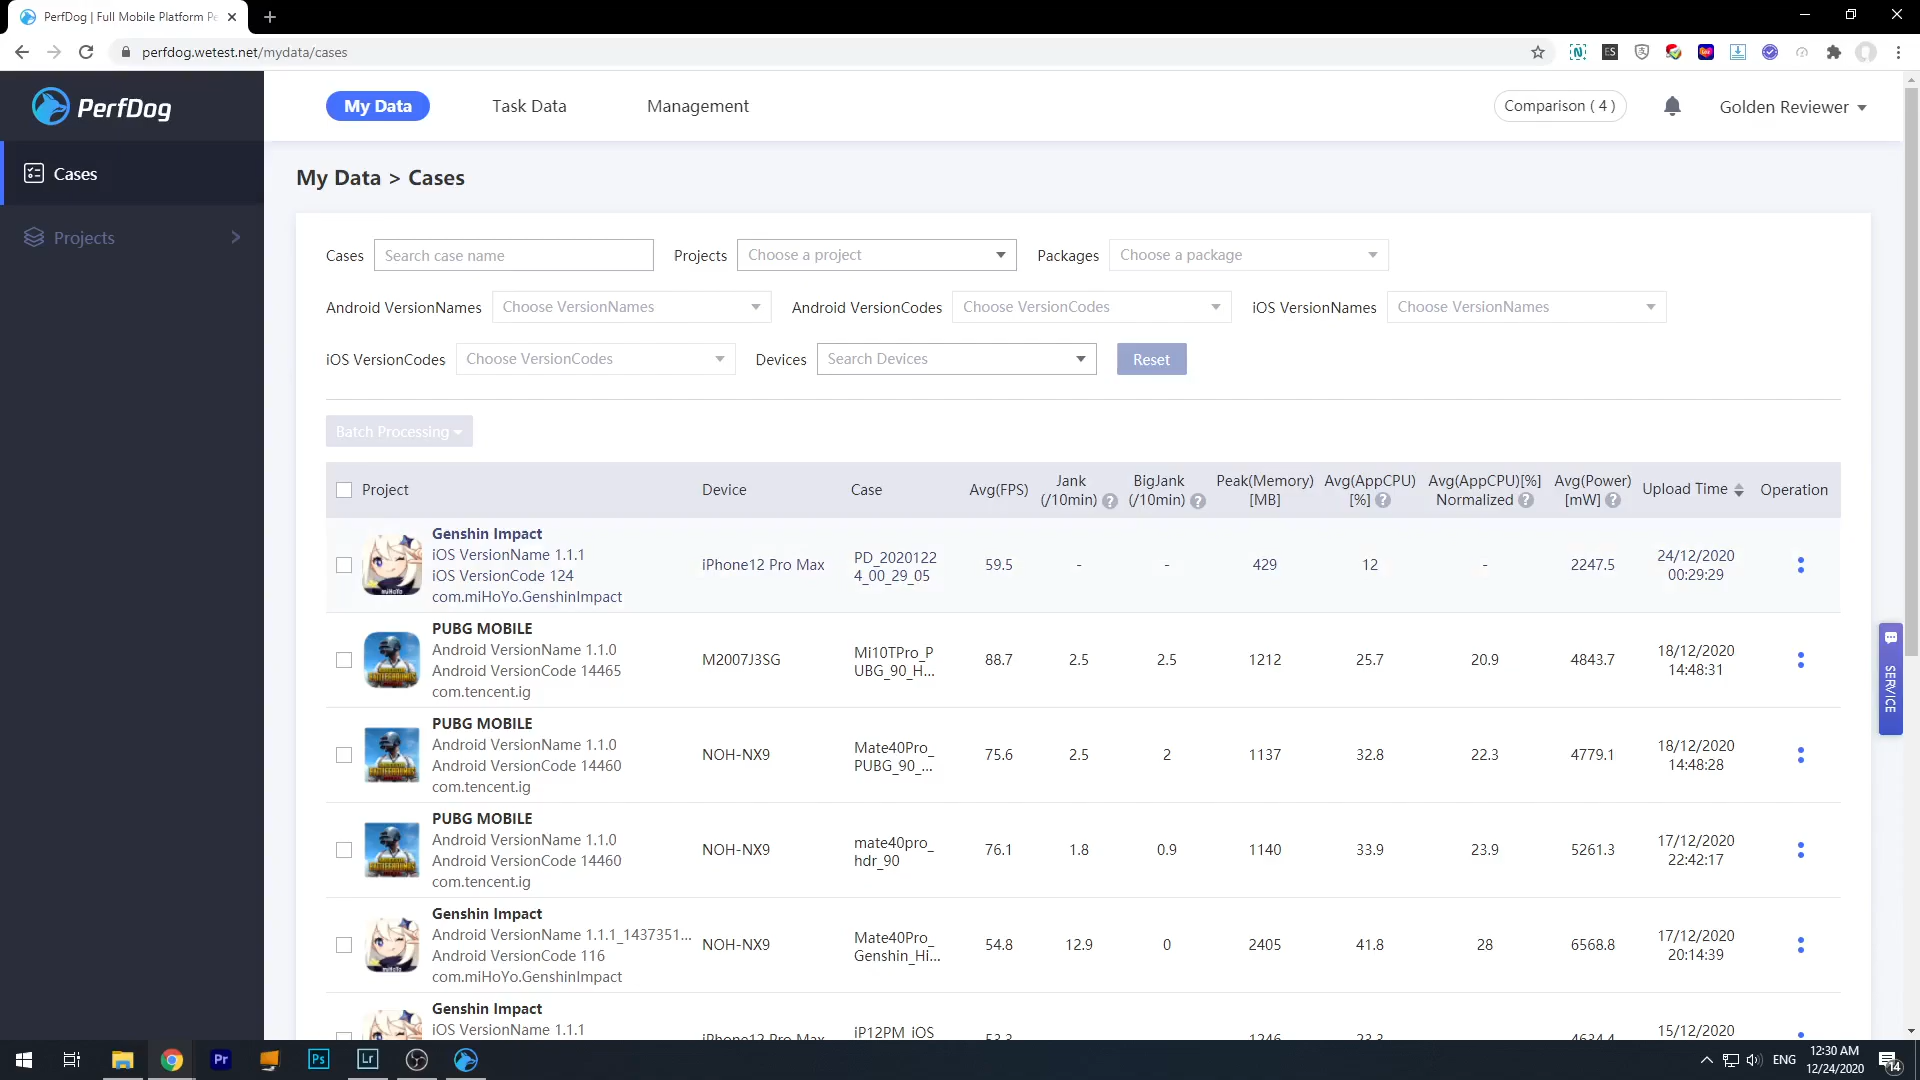 PerfDog | Full Mobile Platform Pe
perfdog.wetest.net/mydata/cases
PerfDog
My Data
Task Data
Management
Comparison ( 4 )
Golden Reviewer
Cases
Projects
My Data > Cases
Cases
Search case name
Projects
Choose a project
Packages
Choose a package
Android VersionNames
Choose VersionNames
Android VersionCodes
Choose VersionCodes
iOS VersionNames
Choose VersionNames
iOS VersionCodes
Choose VersionCodes
Devices
Search Devices
Reset
Batch Processing
Project
Device
Case
Avg(FPS)
Jank
(/10min)
BigJank
(/10min)
Peak(Memory)
[MB]
Avg(AppCPU)
[%]
Avg(AppCPU)[%]
Normalized
Avg(Power)
[mW]
Upload Time
Operation
Genshin Impact
iOS VersionName 1.1.1
iOS VersionCode 124
com.miHoYo.GenshinImpact
iPhone12 Pro Max
PD_2020122
4_00_29_05
59.5
-
-
429
12
-
2247.5
24/12/2020
00:29:29
PUBG MOBILE
Android VersionName 1.1.0
Android VersionCode 14465
com.tencent.ig
M2007J3SG
Mi10TPro_P
UBG_90_H...
88.7
2.5
2.5
1212
25.7
20.9
4843.7
18/12/2020
14:48:31
PUBG MOBILE
Android VersionName 1.1.0
Android VersionCode 14460
com.tencent.ig
NOH-NX9
Mate40Pro_
PUBG_90_...
75.6
2.5
2
1137
32.8
22.3
4779.1
18/12/2020
14:48:28
PUBG MOBILE
Android VersionName 1.1.0
Android VersionCode 14460
com.tencent.ig
NOH-NX9
mate40pro_
hdr_90
76.1
1.8
0.9
1140
33.9
23.9
5261.3
17/12/2020
22:42:17
Genshin Impact
Android VersionName 1.1.1_1437351...
Android VersionCode 116
com.miHoYo.GenshinImpact
NOH-NX9
Mate40Pro_
Genshin_Hi...
54.8
12.9
0
2405
41.8
28
6568.8
17/12/2020
20:14:39
Genshin Impact
iOS VersionName 1.1.1
iPhone12 Pro Max
iP12PM_iOS
15/12/2020
SERVICE
Pr
Ps
Lr
ENG
12:30 AM
12/24/2020
14